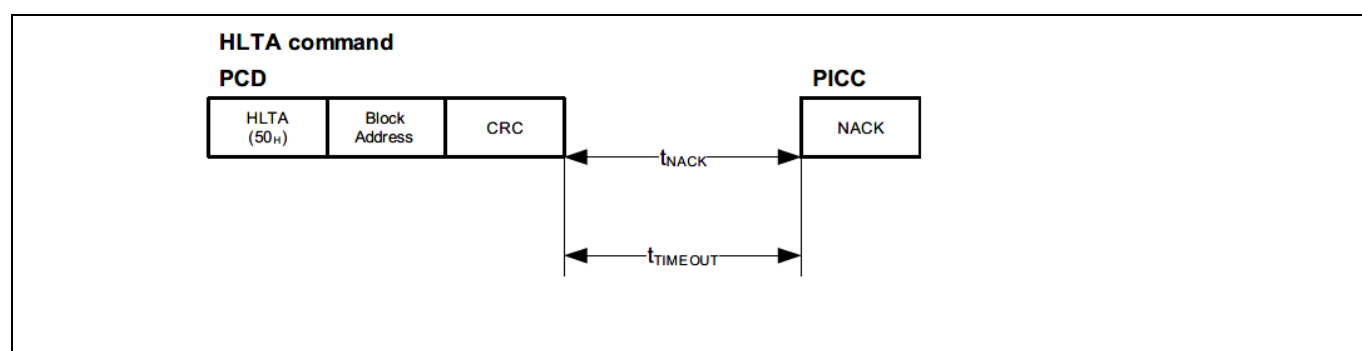 HLTA command
PCD
PICC
HLTA
(50H)
Block
Address
CRC
NACK
tNACK
tTIMEOUT